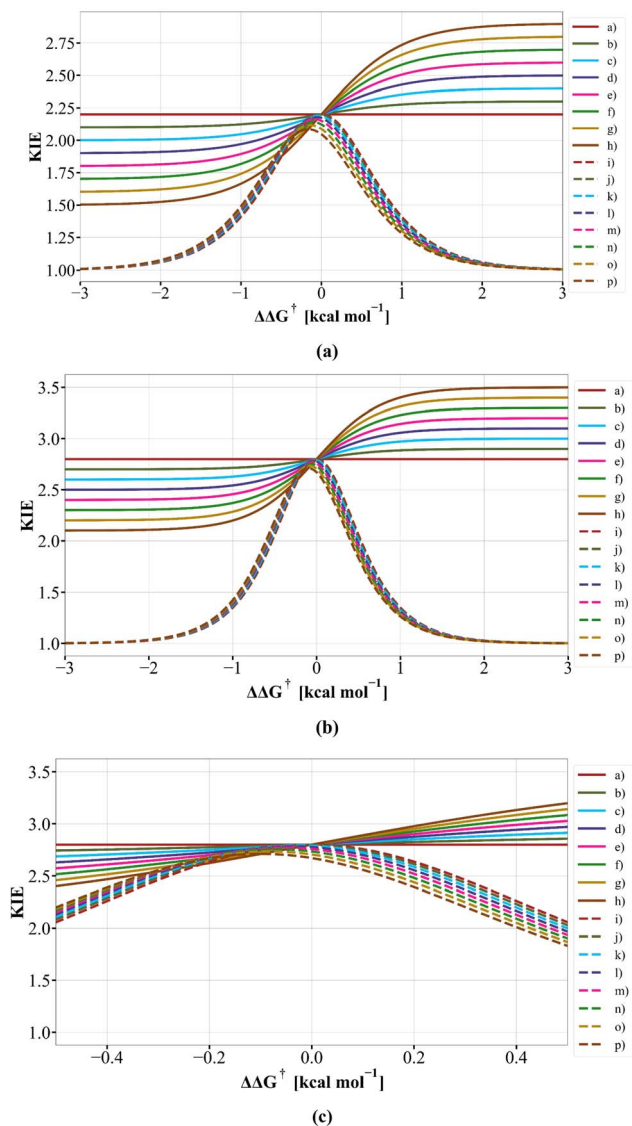 2.75
2.50
2.25
2.00
1.75
1.50
1.25
1.00
KIE
−3 −2 −1 0 1 2 3
ΔΔG† [kcal mol−1]
a)
b)
c)
d)
e)
f)
g)
h)
i)
j)
k)
l)
m)
n)
o)
p)
(a)
3.5
3.0
2.5
2.0
1.5
1.0
KIE
−3 −2 −1 0 1 2 3
ΔΔG† [kcal mol−1]
a)
b)
c)
d)
e)
f)
g)
h)
i)
j)
k)
l)
m)
n)
o)
p)
(b)
3.5
3.0
2.5
2.0
1.5
1.0
KIE
−0.4 −0.2 0.0 0.2 0.4
ΔΔG† [kcal mol−1]
a)
b)
c)
d)
e)
f)
g)
h)
i)
j)
k)
l)
m)
n)
o)
p)
(c)